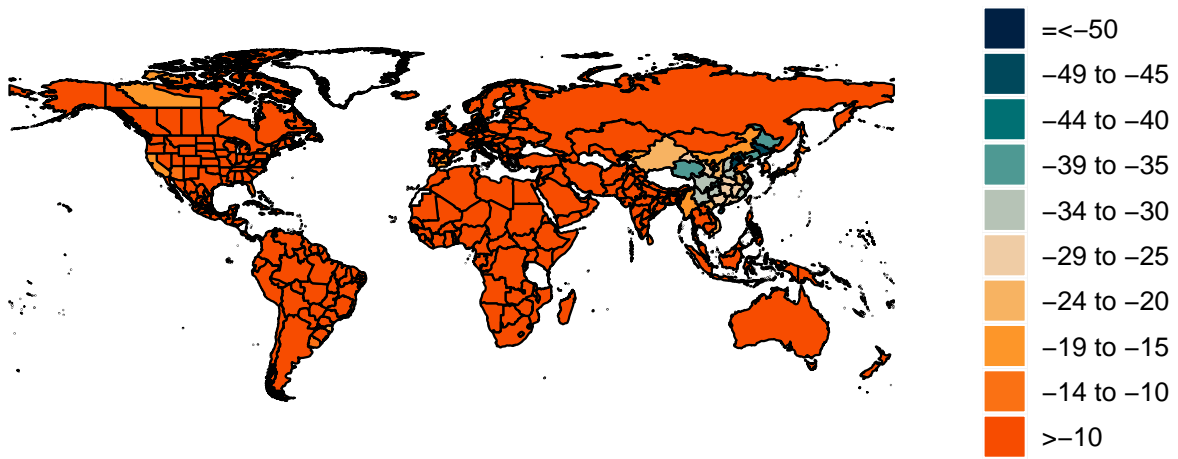 =<−50
−49 to −45
−44 to −40
−39 to −35
−34 to −30
−29 to −25
−24 to −20
−19 to −15
−14 to −10
>−10